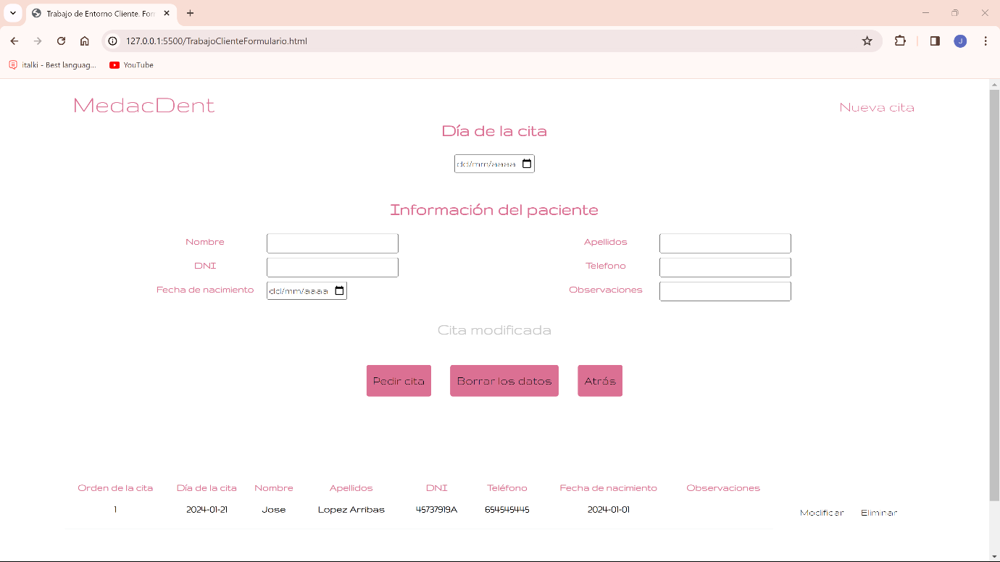 Trabajo de Entorno Cliente. For
127.0.0.1:5500/TrabajoClienteFormulario.html
J
italki - Best languag...
YouTube
MedacDent
Nueva cita
Día de la cita
dd/mm/aaaa
Información del paciente
Nombre
Apellidos
DNI
Telefono
Fecha de nacimiento
dd/mm/aaaa
Observaciones
Cita modificada
Pedir cita
Borrar los datos
Atrás
Orden de la cita Día de la cita Nombre Apellidos DNI Teléfono Fecha de nacimiento Observaciones
1 2024-01-21 Jose Lopez Arribas 45737919A 654545445 2024-01-01 Modificar Eliminar